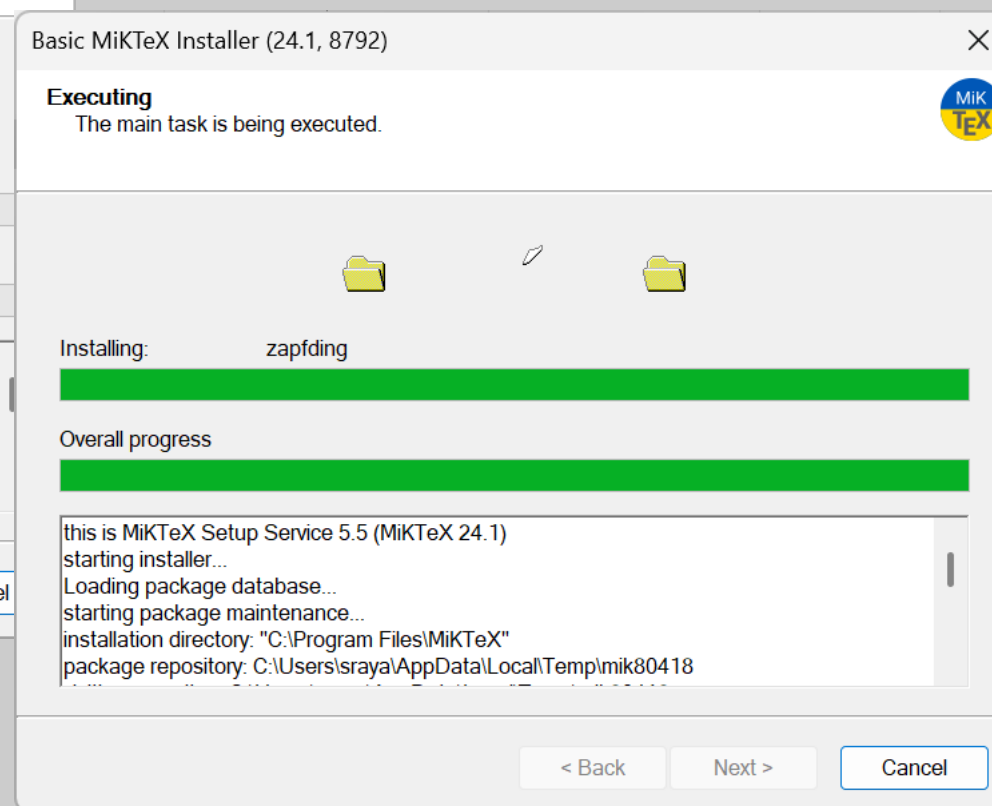 Basic MiKTeX Installer (24.1, 8792)
Executing
The main task is being executed.
MiK
TEX
Installing: zapfding
Overall progress
this is MiKTeX Setup Service 5.5 (MiKTeX 24.1)
starting installer...
Loading package database...
starting package maintenance...
installation directory: "C:\Program Files\MiKTeX"
package repository: C:\Users\sraya\AppData\Local\Temp\mik80418
el
< Back
Next >
Cancel